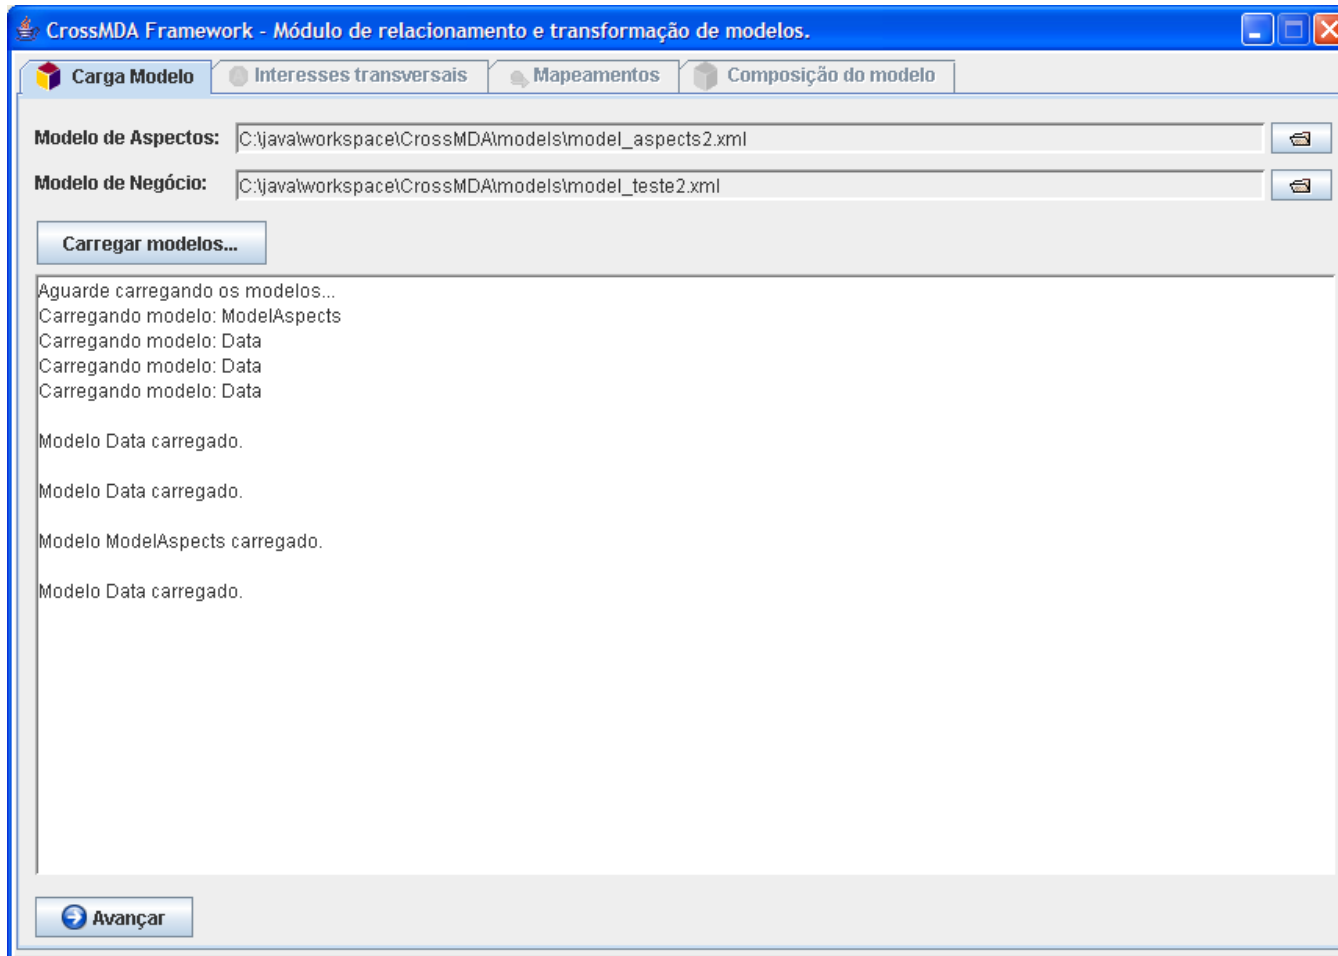 CrossMDA Framework - Módulo de relacionamento e transformação de modelos.
Carga Modelo Interesses transversais Mapeamentos Composição do modelo
Modelo de Aspectos: C:\java\workspace\CrossMDA\models\model_aspects2.xml
Modelo de Negócio: C:\java\workspace\CrossMDA\models\model_teste2.xml
Carregar modelos...
Aguarde carregando os modelos...
Carregando modelo: ModelAspects
Carregando modelo: Data
Carregando modelo: Data
Carregando modelo: Data
Modelo Data carregado.
Modelo Data carregado.
Modelo ModelAspects carregado.
Modelo Data carregado.
Avançar